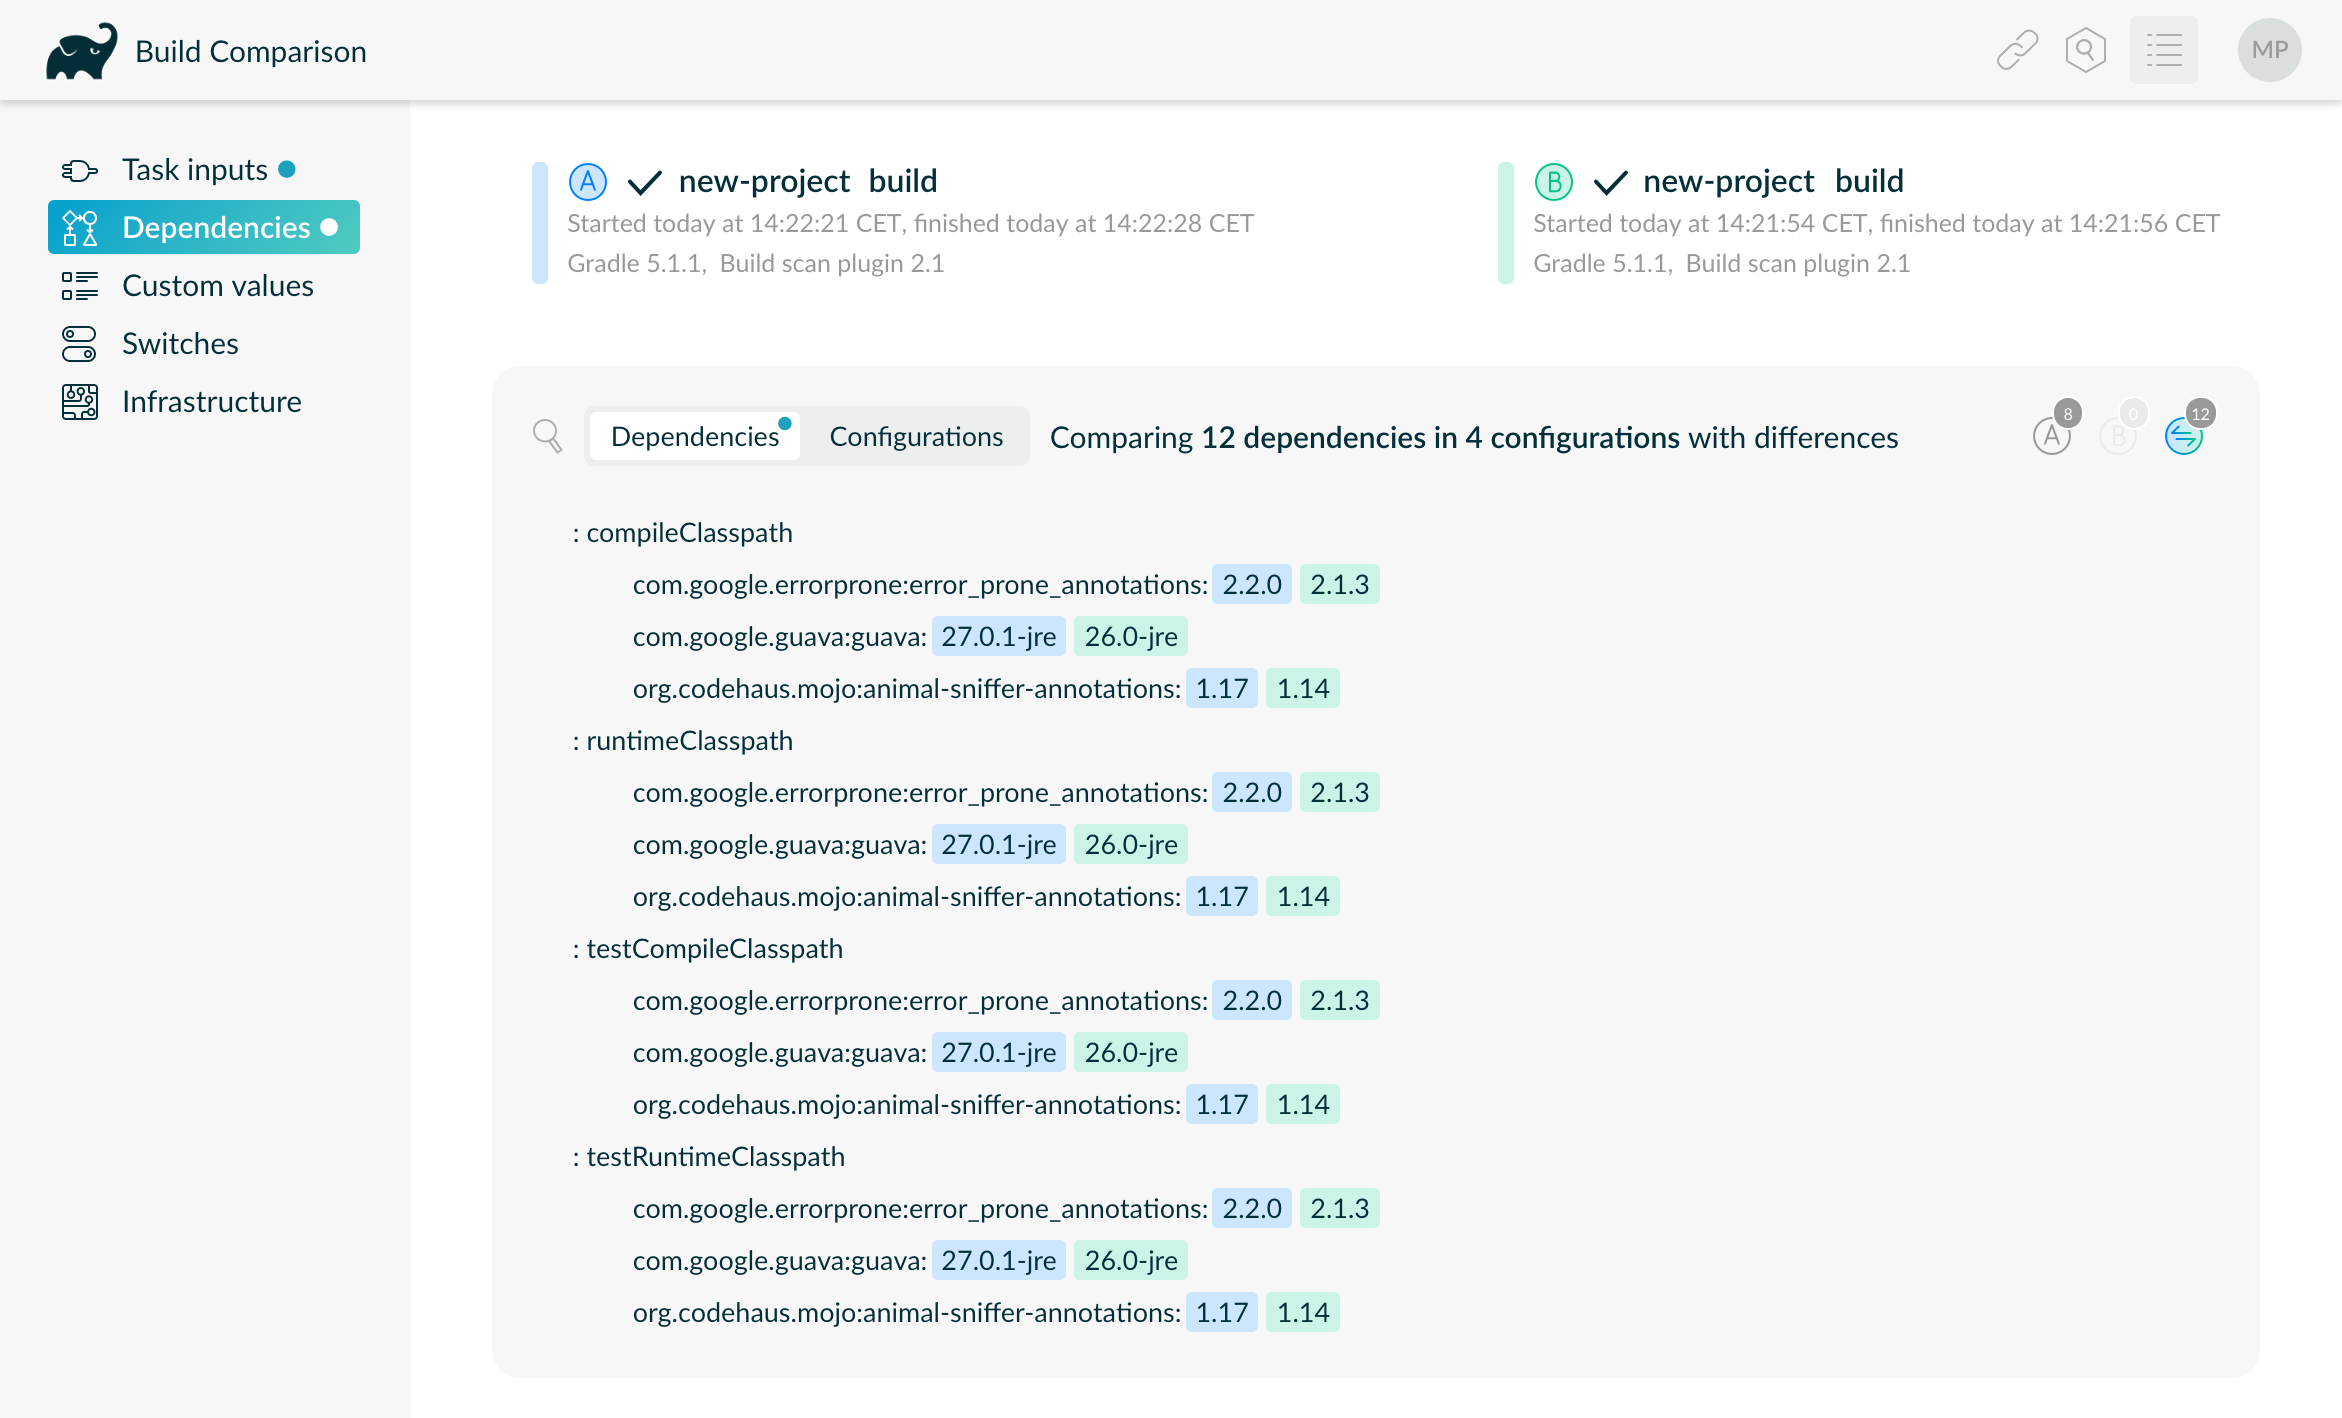 Build Comparison
MP
Task inputs
Dependencies
Custom values
Switches
Infrastructure
A new-project build
Started today at 14:22:21 CET, finished today at 14:22:28 CET
Gradle 5.1.1, Build scan plugin 2.1
B new-project build
Started today at 14:21:54 CET, finished today at 14:21:56 CET
Gradle 5.1.1, Build scan plugin 2.1
Dependencies Configurations Comparing 12 dependencies in 4 configurations with differences A 8 B 0 12
: compileClasspath
com.google.errorprone:error_prone_annotations: 2.2.0 2.1.3
com.google.guava:guava: 27.0.1-jre 26.0-jre
org.codehaus.mojo:animal-sniffer-annotations: 1.17 1.14
: runtimeClasspath
com.google.errorprone:error_prone_annotations: 2.2.0 2.1.3
com.google.guava:guava: 27.0.1-jre 26.0-jre
org.codehaus.mojo:animal-sniffer-annotations: 1.17 1.14
: testCompileClasspath
com.google.errorprone:error_prone_annotations: 2.2.0 2.1.3
com.google.guava:guava: 27.0.1-jre 26.0-jre
org.codehaus.mojo:animal-sniffer-annotations: 1.17 1.14
: testRuntimeClasspath
com.google.errorprone:error_prone_annotations: 2.2.0 2.1.3
com.google.guava:guava: 27.0.1-jre 26.0-jre
org.codehaus.mojo:animal-sniffer-annotations: 1.17 1.14